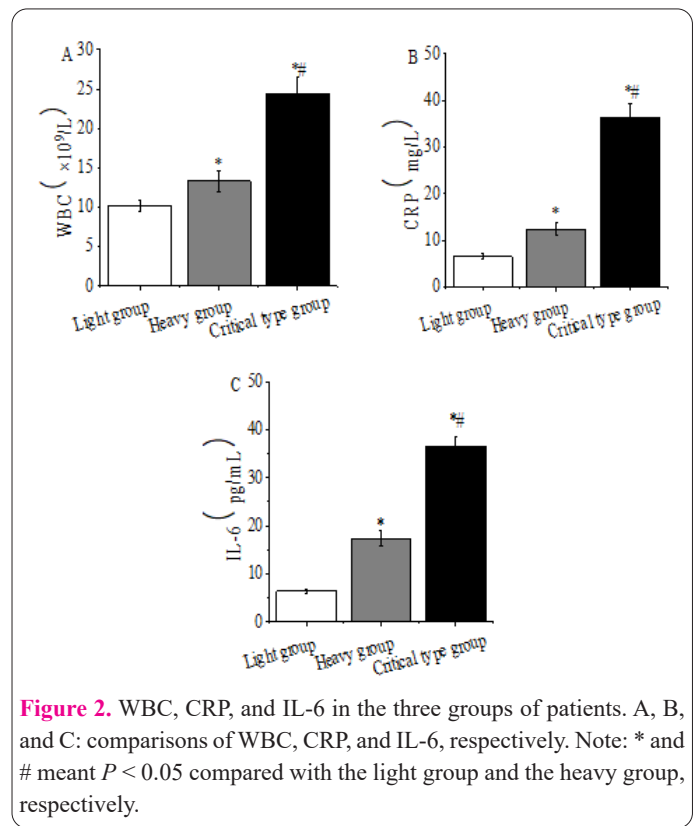 A
30
25
20
15
10
5
0
WBC ( ×10⁹/L )
*
*#
Light group
Heavy group
Critical type group
B
50
40
30
20
10
0
CRP ( mg/L )
*
*#
Light group
Heavy group
Critical type group
C
50
40
30
20
10
0
IL-6 ( pg/mL )
*
*#
Light group
Heavy group
Critical type group
Figure 2. WBC, CRP, and IL-6 in the three groups of patients. A, B,
and C: comparisons of WBC, CRP, and IL-6, respectively. Note: * and
# meant P < 0.05 compared with the light group and the heavy group,
respectively.